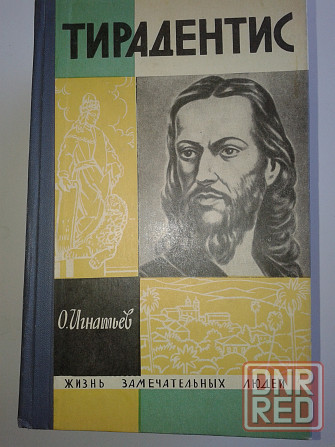 ТИРАДЕНТИС
О. Игнатьев
ЖИЗНЬ ЗАМЕЧАТЕЛЬНЫХ ЛЮДЕЙ
DNR
RED